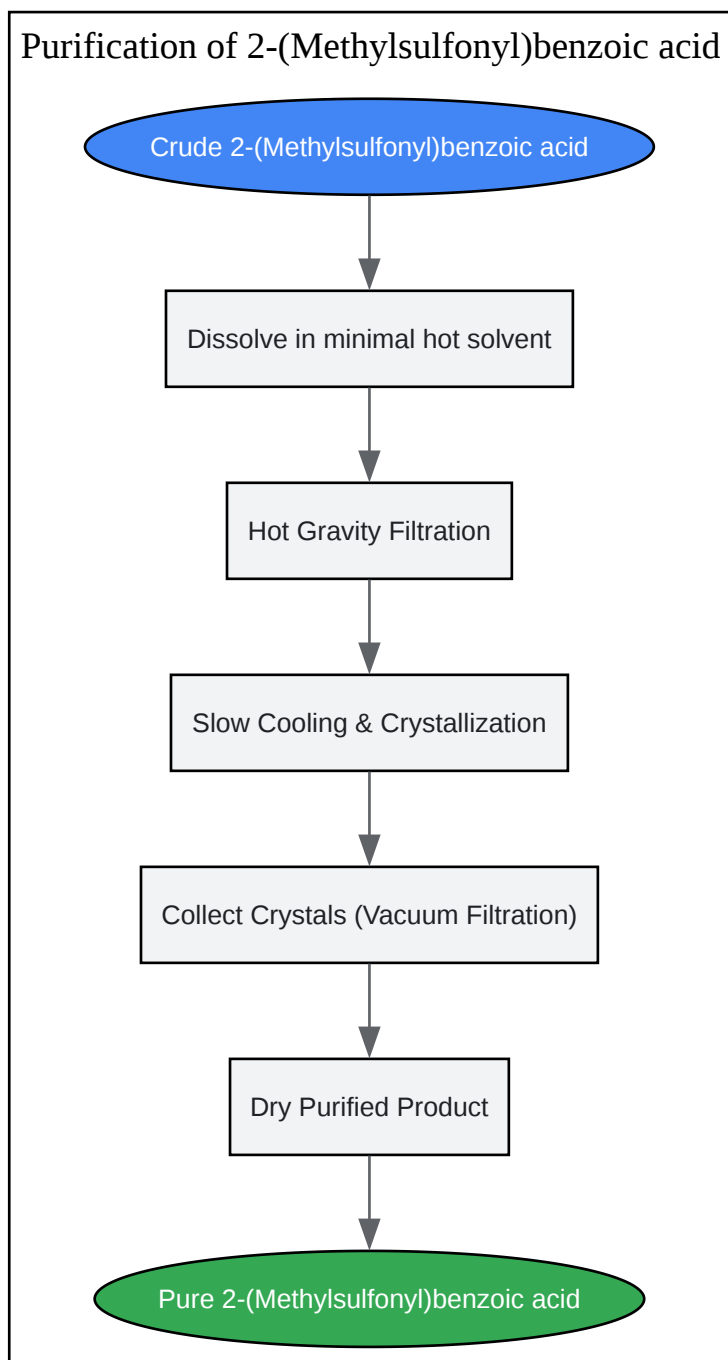 Purification of 2-(Methylsulfonyl)benzoic acid
Crude 2-(Methylsulfonyl)benzoic acid
Dissolve in minimal hot solvent
Hot Gravity Filtration
Slow Cooling & Crystallization
Collect Crystals (Vacuum Filtration)
Dry Purified Product
Pure 2-(Methylsulfonyl)benzoic acid